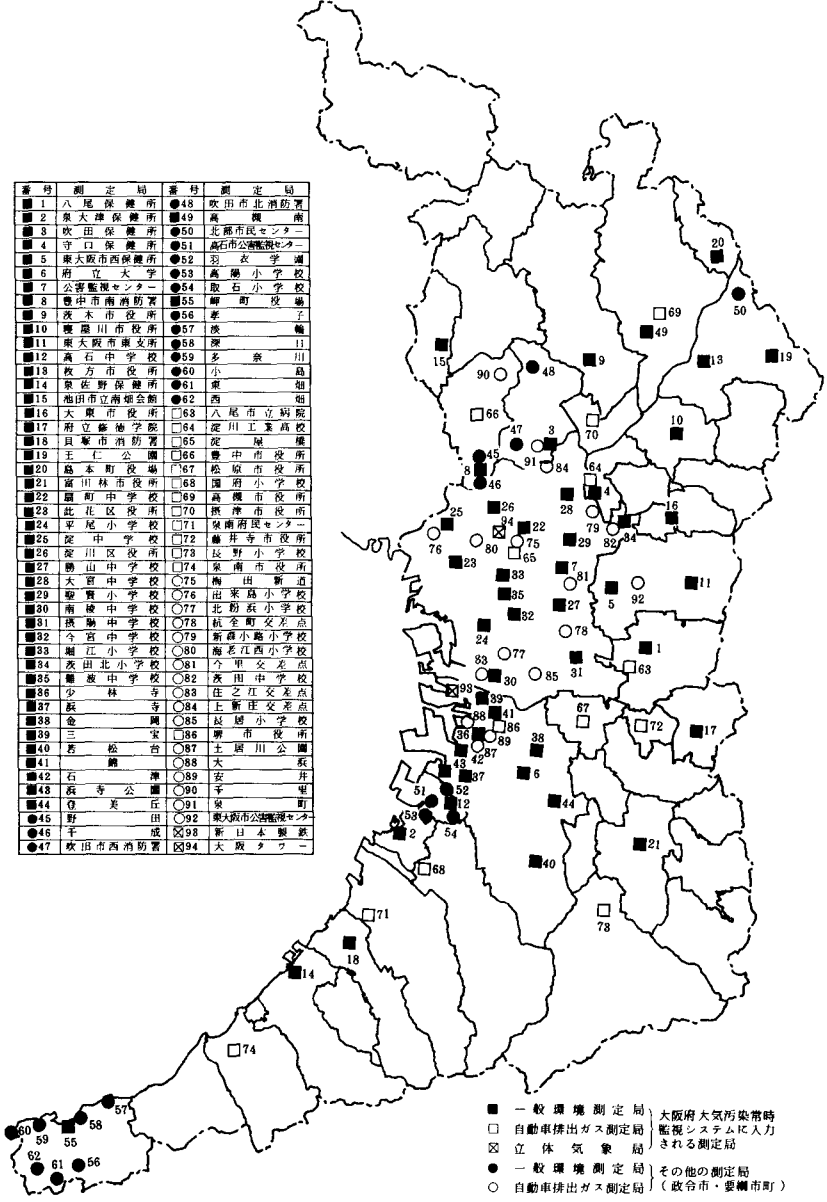 番号 測定局 番号 測定局
■ 1 八尾保健所 ●48 吹田市北消防署
■ 2 泉大津保健所 ■49 高槻南
■ 3 吹田保健所 ●50 北部市民センター
■ 4 守口保健所 ●51 高石市公害監視センター
■ 5 東大阪市西保健所 ●52 羽衣学園
■ 6 府立大学 ●53 高陽小学校
■ 7 公害監視センター ●54 取石小学校
■ 8 豊中市南消防署 ■55 岬町役場
■ 9 茨木市役所 ●56 孝子
■10 寝屋川市役所 ●57 淡輪
■11 東大阪市東支所 ●58 深日
■12 高石中学校 ●59 多奈川
■13 枚方市役所 ●60 小島
■14 泉佐野保健所 ●61 東畑
■15 池田市立南畑会館 ●62 西畑
■16 大東市役所 □63 八尾市立病院
■17 府立修徳学院 □64 淀川工業高校
■18 貝塚市消防署 □65 淀屋橋
■19 王仁公園 □66 豊中市役所
■20 島本町役場 □67 松原市役所
■21 富田林市役所 □68 国府小学校
■22 扇町中学校 □69 高槻市役所
■23 此花区役所 □70 摂津市役所
■24 平尾小学校 □71 泉南府民センター
■25 淀中学校 □72 藤井寺市役所
■26 淀川区役所 □73 長野小学校
■27 勝山中学校 □74 泉南市役所
■28 大宮中学校 ○75 梅田新道
■29 聖賢小学校 ○76 出来島小学校
■30 南稜中学校 ○77 北粉浜小学校
■31 摂陽中学校 ○78 杭全町交差点
■32 今宮中学校 ○79 新森小路小学校
■33 堀江小学校 ○80 海老江西小学校
■34 茨田北小学校 ○81 今里交差点
■35 難波中学校 ○82 茨田中学校
■36 少林寺 ○83 住之江交差点
■37 浜寺 ○84 上新庄交差点
■38 金岡 ○85 長居小学校
■39 三宝 □86 堺市役所
■40 若松台 ○87 土居川公園
■41 錦 ○88 大浜
■42 石津 ○89 安井
■43 浜寺公園 ○90 千里
■44 登美丘 ○91 泉町
●45 野田 ○92 東大阪市公害監視センター
●46 千成 ☒93 新日本製鉄
●47 吹田市西消防署 ☒94 大阪タワー
20
50
69
49
15
9
13
19
90
48
66
10
70
47
3
91
84
45
8
46
64
4
28
26
25
94
22
79
34
16
82
76
80
75
29
65
23
7
33
81
5
92
11
35
27
32
24
78
1
77
31
63
83
30
85
93
39
41
67
72
17
88
86
36
89
38
42
87
43
37
6
51
52
12
44
53
54
2
21
40
68
71
73
18
14
74
57
58
60
59
55
62
61
56
■ 一般環境測定局
□ 自動車排出ガス測定局
☒ 立体気象局
大阪府大気汚染常時
監視システムに入力
される測定局
● 一般環境測定局
○ 自動車排出ガス測定局
その他の測定局
(政令市・要綱市町)